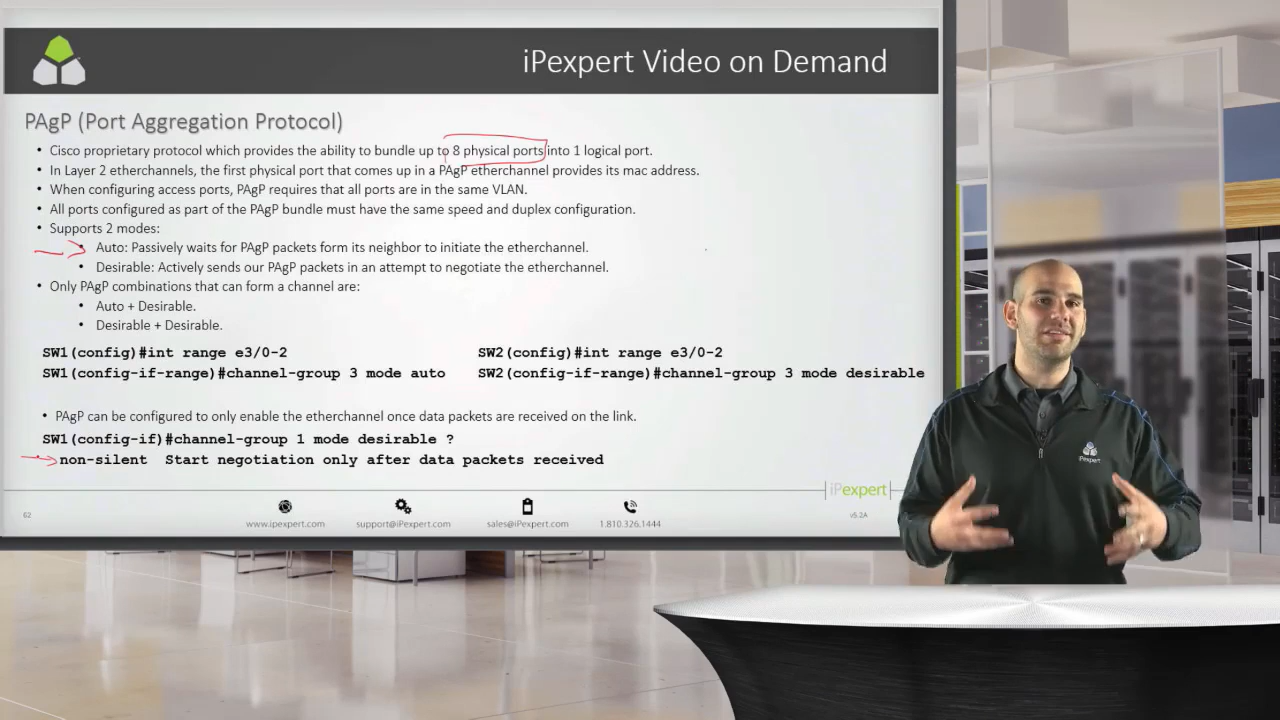 iPexpert Video on Demand
PAgP (Port Aggregation Protocol)
• Cisco proprietary protocol which provides the ability to bundle up to 8 physical ports into 1 logical port.
• In Layer 2 etherchannels, the first physical port that comes up in a PAgP etherchannel provides its mac address.
• When configuring access ports, PAgP requires that all ports are in the same VLAN.
• All ports configured as part of the PAgP bundle must have the same speed and duplex configuration.
• Supports 2 modes:
• Auto: Passively waits for PAgP packets form its neighbor to initiate the etherchannel.
• Desirable: Actively sends our PAgP packets in an attempt to negotiate the etherchannel.
• Only PAgP combinations that can form a channel are:
• Auto + Desirable.
• Desirable + Desirable.
SW1(config)#int range e3/0-2 SW2(config)#int range e3/0-2
SW1(config-if-range)#channel-group 3 mode auto SW2(config-if-range)#channel-group 3 mode desirable
• PAgP can be configured to only enable the etherchannel once data packets are received on the link.
SW1(config-if)#channel-group 1 mode desirable ?
non-silent Start negotiation only after data packets received
iPexpert
62 www.ipexpert.com support@iPexpert.com sales@iPexpert.com 1.810.326.1444 v5.2A
iPexpert